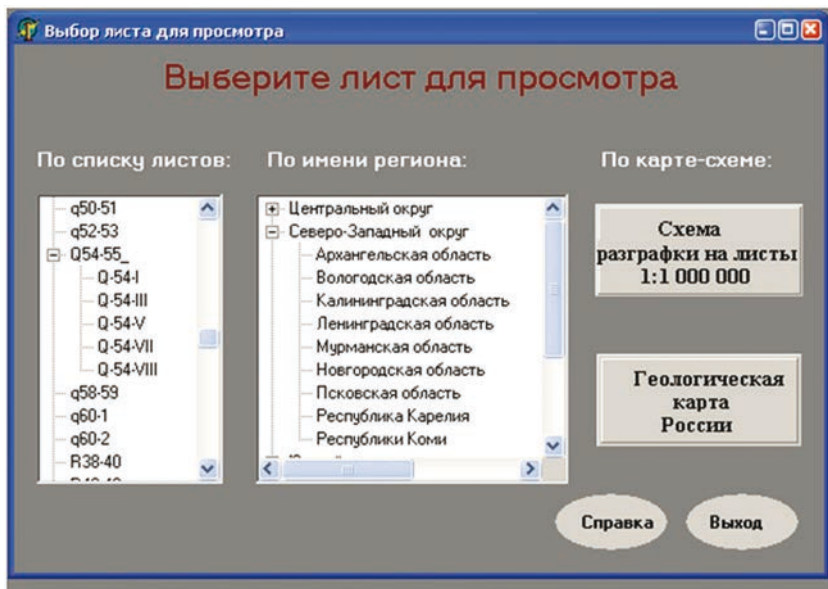 Выбор листа для просмотра
Выберите лист для просмотра
По списку листов:
q50-51
q52-53
Q54-55_
Q-54-I
Q-54-III
Q-54-V
Q-54-VII
Q-54-VIII
q58-59
q60-1
q60-2
R38-40
По имени региона:
Центральный округ
Северо-Западный округ
Архангельская область
Вологодская область
Калининградская область
Ленинградская область
Мурманская область
Новгородская область
Псковская область
Республика Карелия
Республики Коми
По карте-схеме:
Схема
разграфки на листы
1:1 000 000
Геологическая
карта
России
Справка
Выход